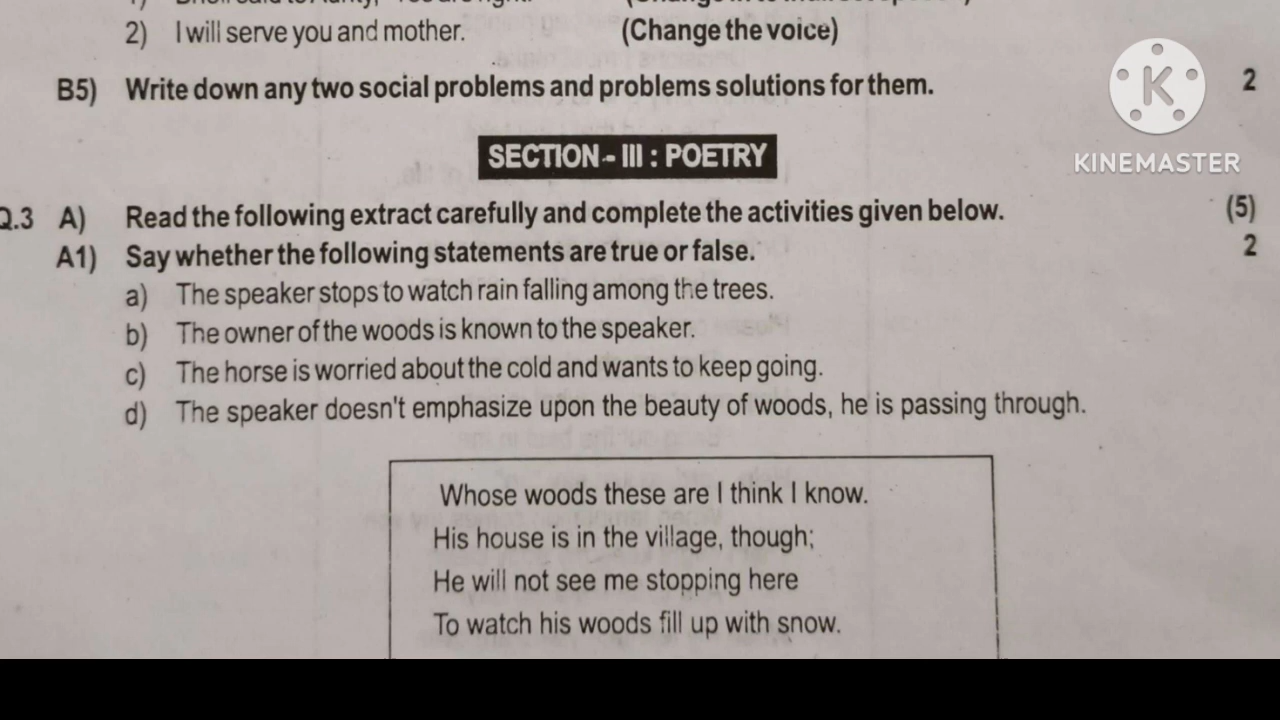 2) I will serve you and mother. (Change the voice)
B5) Write down any two social problems and problems solutions for them. 2
K
KINEMASTER
SECTION - III : POETRY
Q.3 A) Read the following extract carefully and complete the activities given below. (5)
A1) Say whether the following statements are true or false. 2
a) The speaker stops to watch rain falling among the trees.
b) The owner of the woods is known to the speaker.
c) The horse is worried about the cold and wants to keep going.
d) The speaker doesn't emphasize upon the beauty of woods, he is passing through.
Whose woods these are I think I know.
His house is in the village, though;
He will not see me stopping here
To watch his woods fill up with snow.